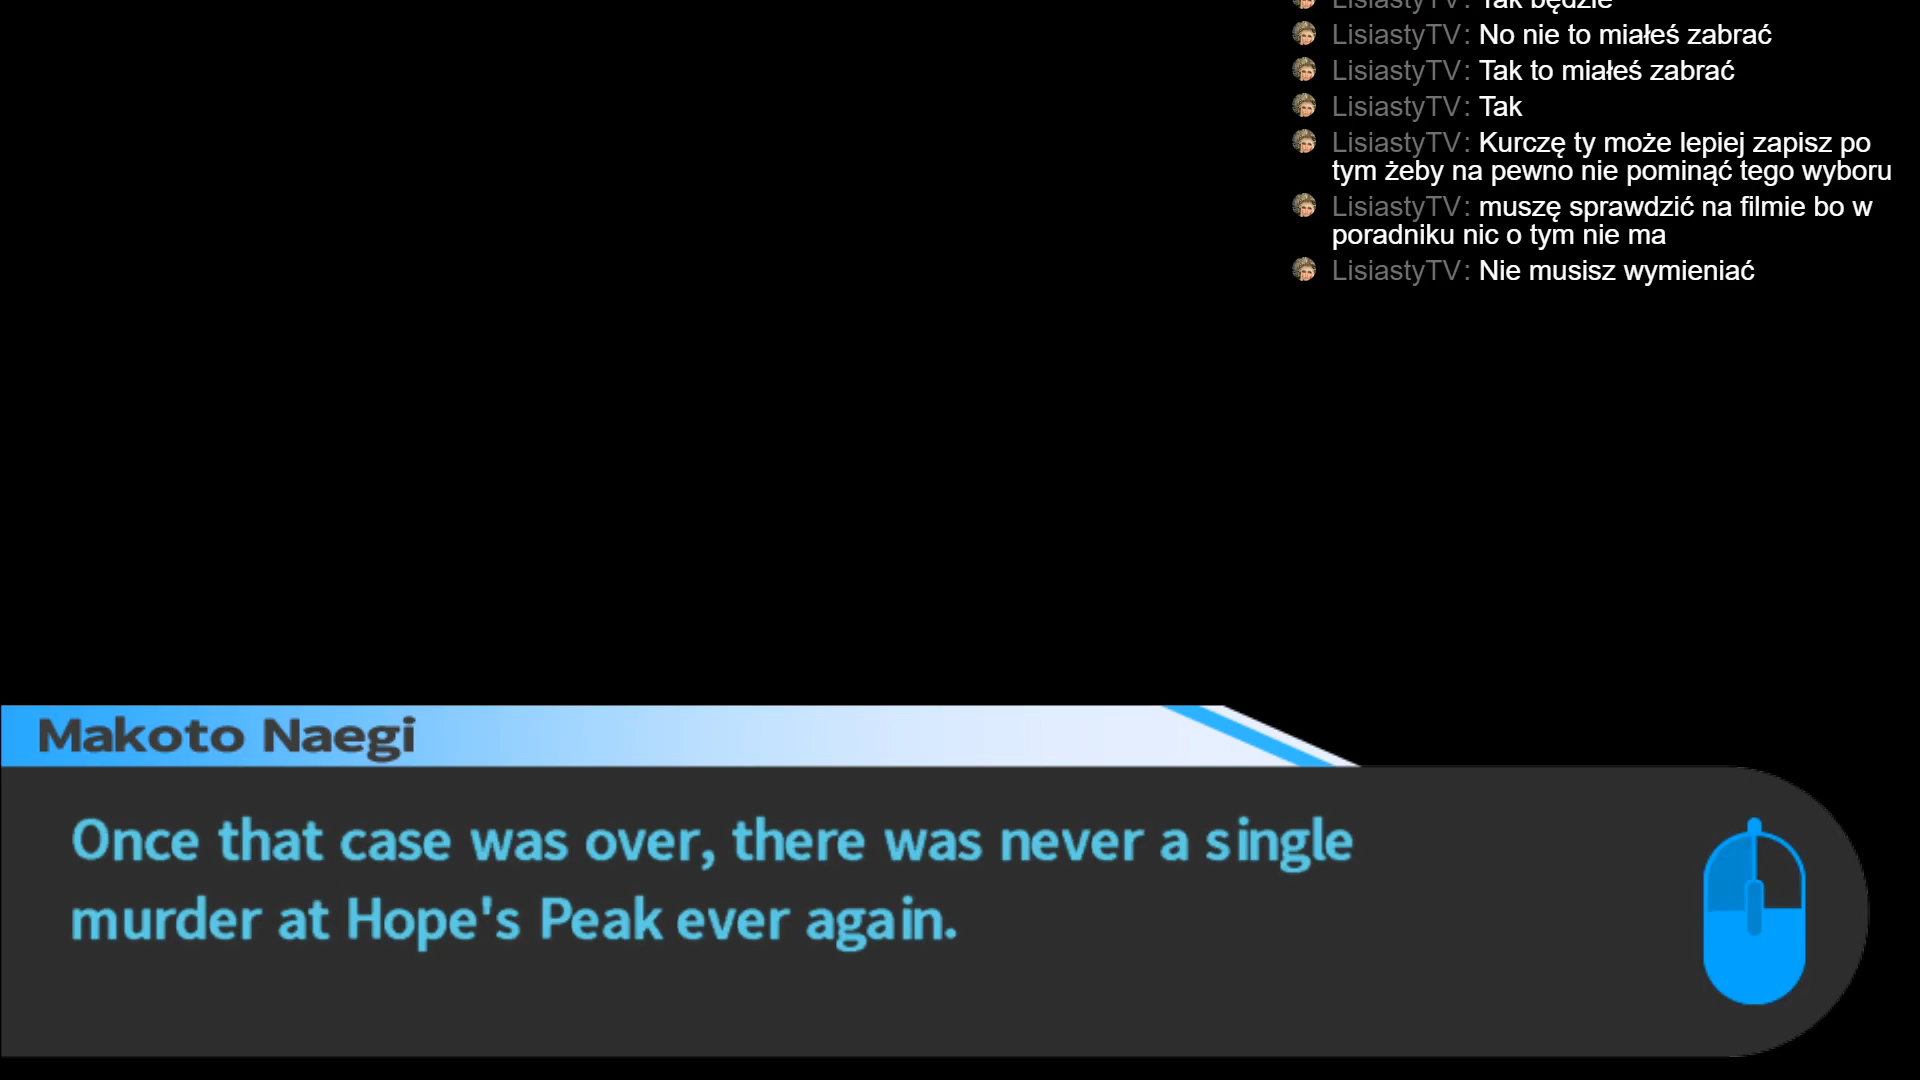 LisiastyTV: Tak będzie
LisiastyTV: No nie to miałeś zabrać
LisiastyTV: Tak to miałeś zabrać
LisiastyTV: Tak
LisiastyTV: Kurczę ty może lepiej zapisz po
tym żeby na pewno nie pominąć tego wyboru
LisiastyTV: muszę sprawdzić na filmie bo w
poradniku nic o tym nie ma
LisiastyTV: Nie musisz wymieniać
Makoto Naegi
Once that case was over, there was never a single
murder at Hope's Peak ever again.